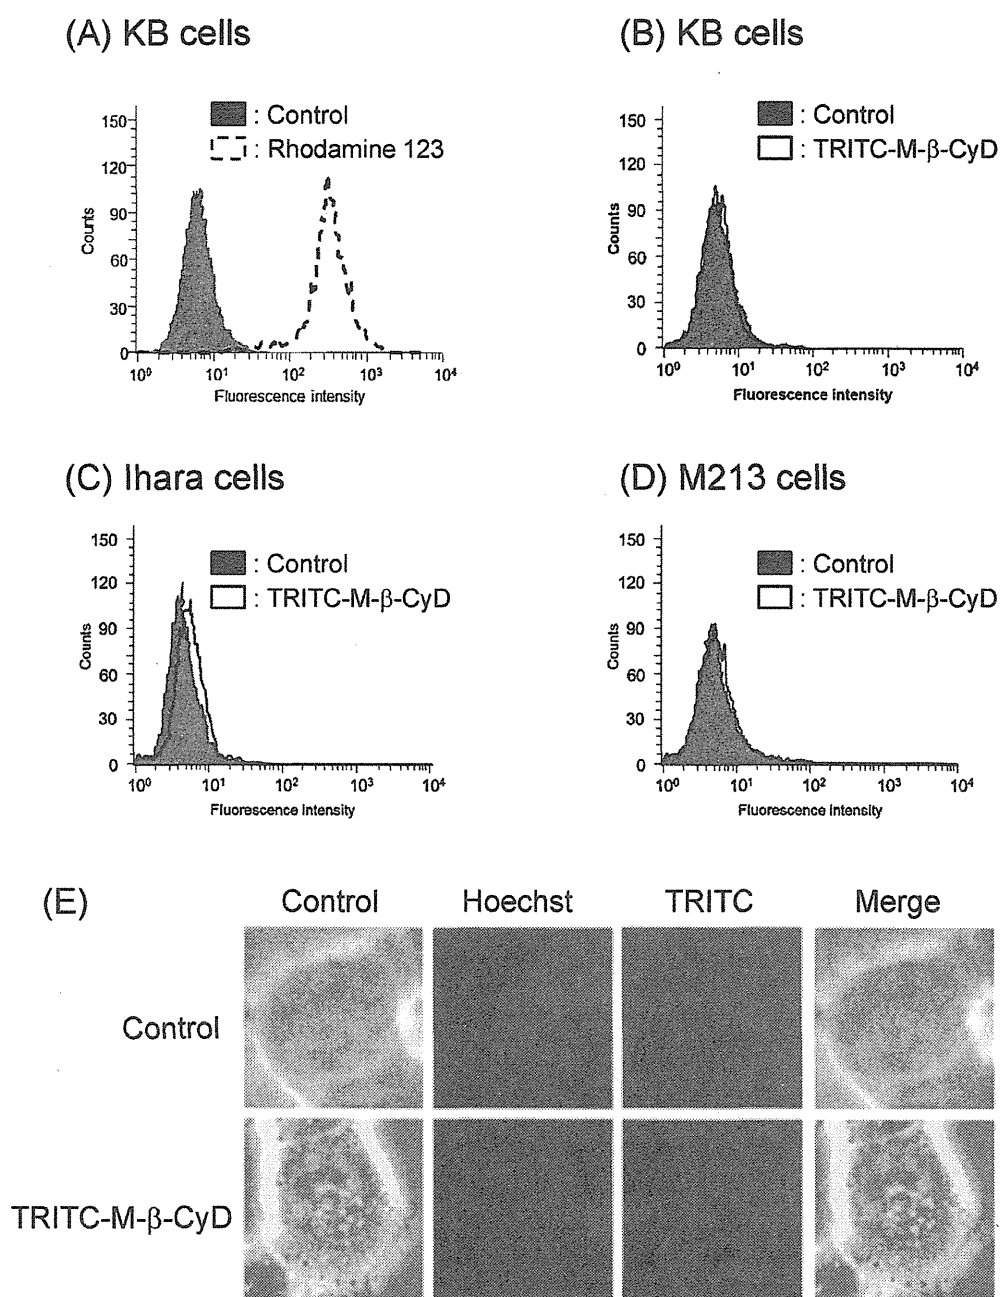 (A) KB cells
: Control
: Rhodamine 123
150
120
90
60
30
0
Counts
10⁰ 10¹ 10² 10³ 10⁴
Fluorescence intensity
(B) KB cells
: Control
: TRITC-M-β-CyD
150
120
90
60
30
0
Counts
10⁰ 10¹ 10² 10³ 10⁴
Fluorescence intensity
(C) Ihara cells
: Control
: TRITC-M-β-CyD
150
120
90
60
30
0
Counts
10⁰ 10¹ 10² 10³ 10⁴
Fluorescence intensity
(D) M213 cells
: Control
: TRITC-M-β-CyD
150
120
90
60
30
0
Counts
10⁰ 10¹ 10² 10³ 10⁴
Fluorescence intensity
(E)
Control Hoechst TRITC Merge
Control
TRITC-M-β-CyD